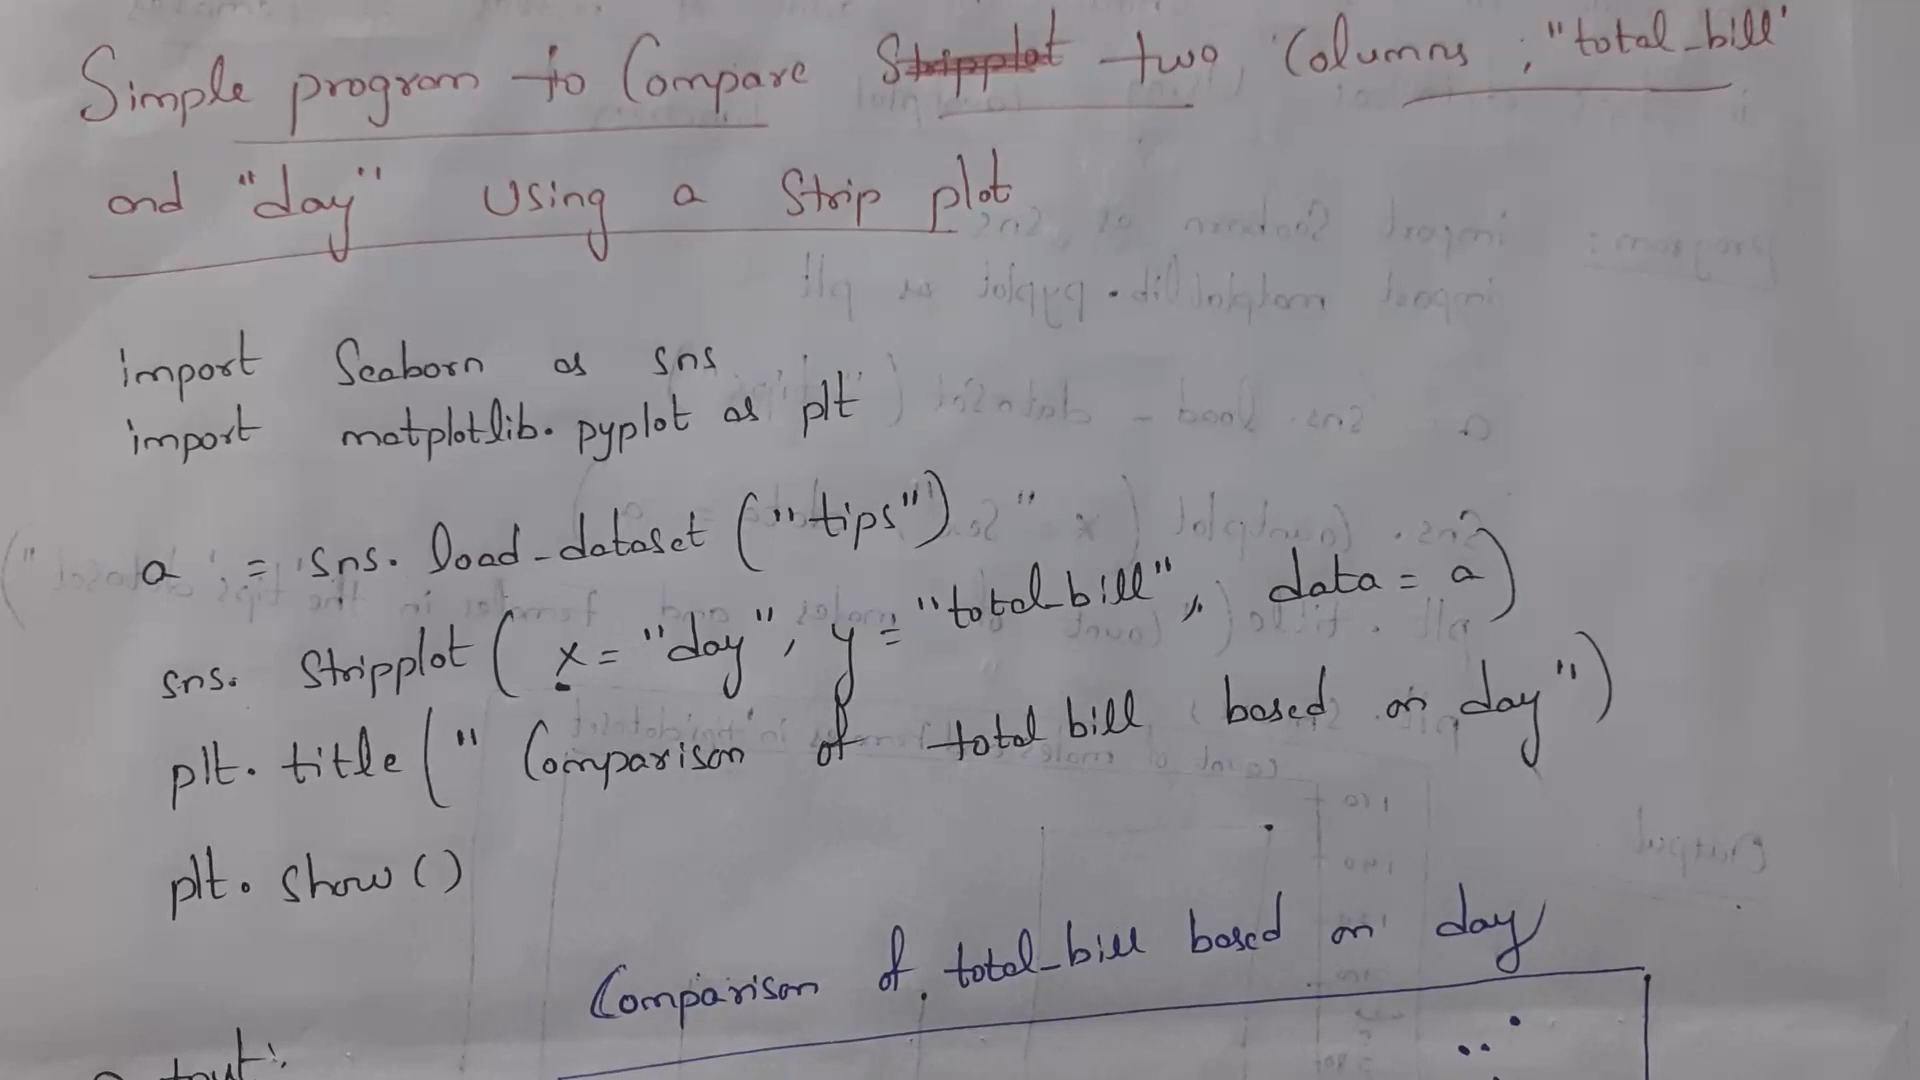 Simple program to Compare Stripplot two Columns, "total_bill'
and "day" Using a Strip plot
import Seaborn as sns
import matplotlib.pyplot as plt
a = sns.load_dataset ("tips")
sns. Stripplot ( x = "day", y = "total_bill", data = a)
plt. title (" Comparison of total bill based on day")
plt. show ()
Comparison of total_bill based on day